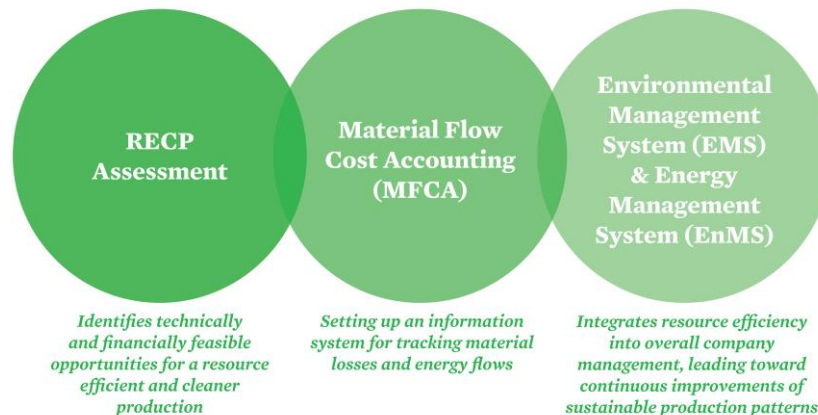 RECP
Assessment
Material Flow
Cost Accounting
(MFCA)
Environmental
Management
System (EMS)
& Energy
Management
System (EnMS)
Identifies technically
and financially feasible
opportunities for a resource
efficient and cleaner
production
Setting up an information
system for tracking material
losses and energy flows
Integrates resource efficiency
into overall company
management, leading toward
continuous improvements of
sustainable production patterns